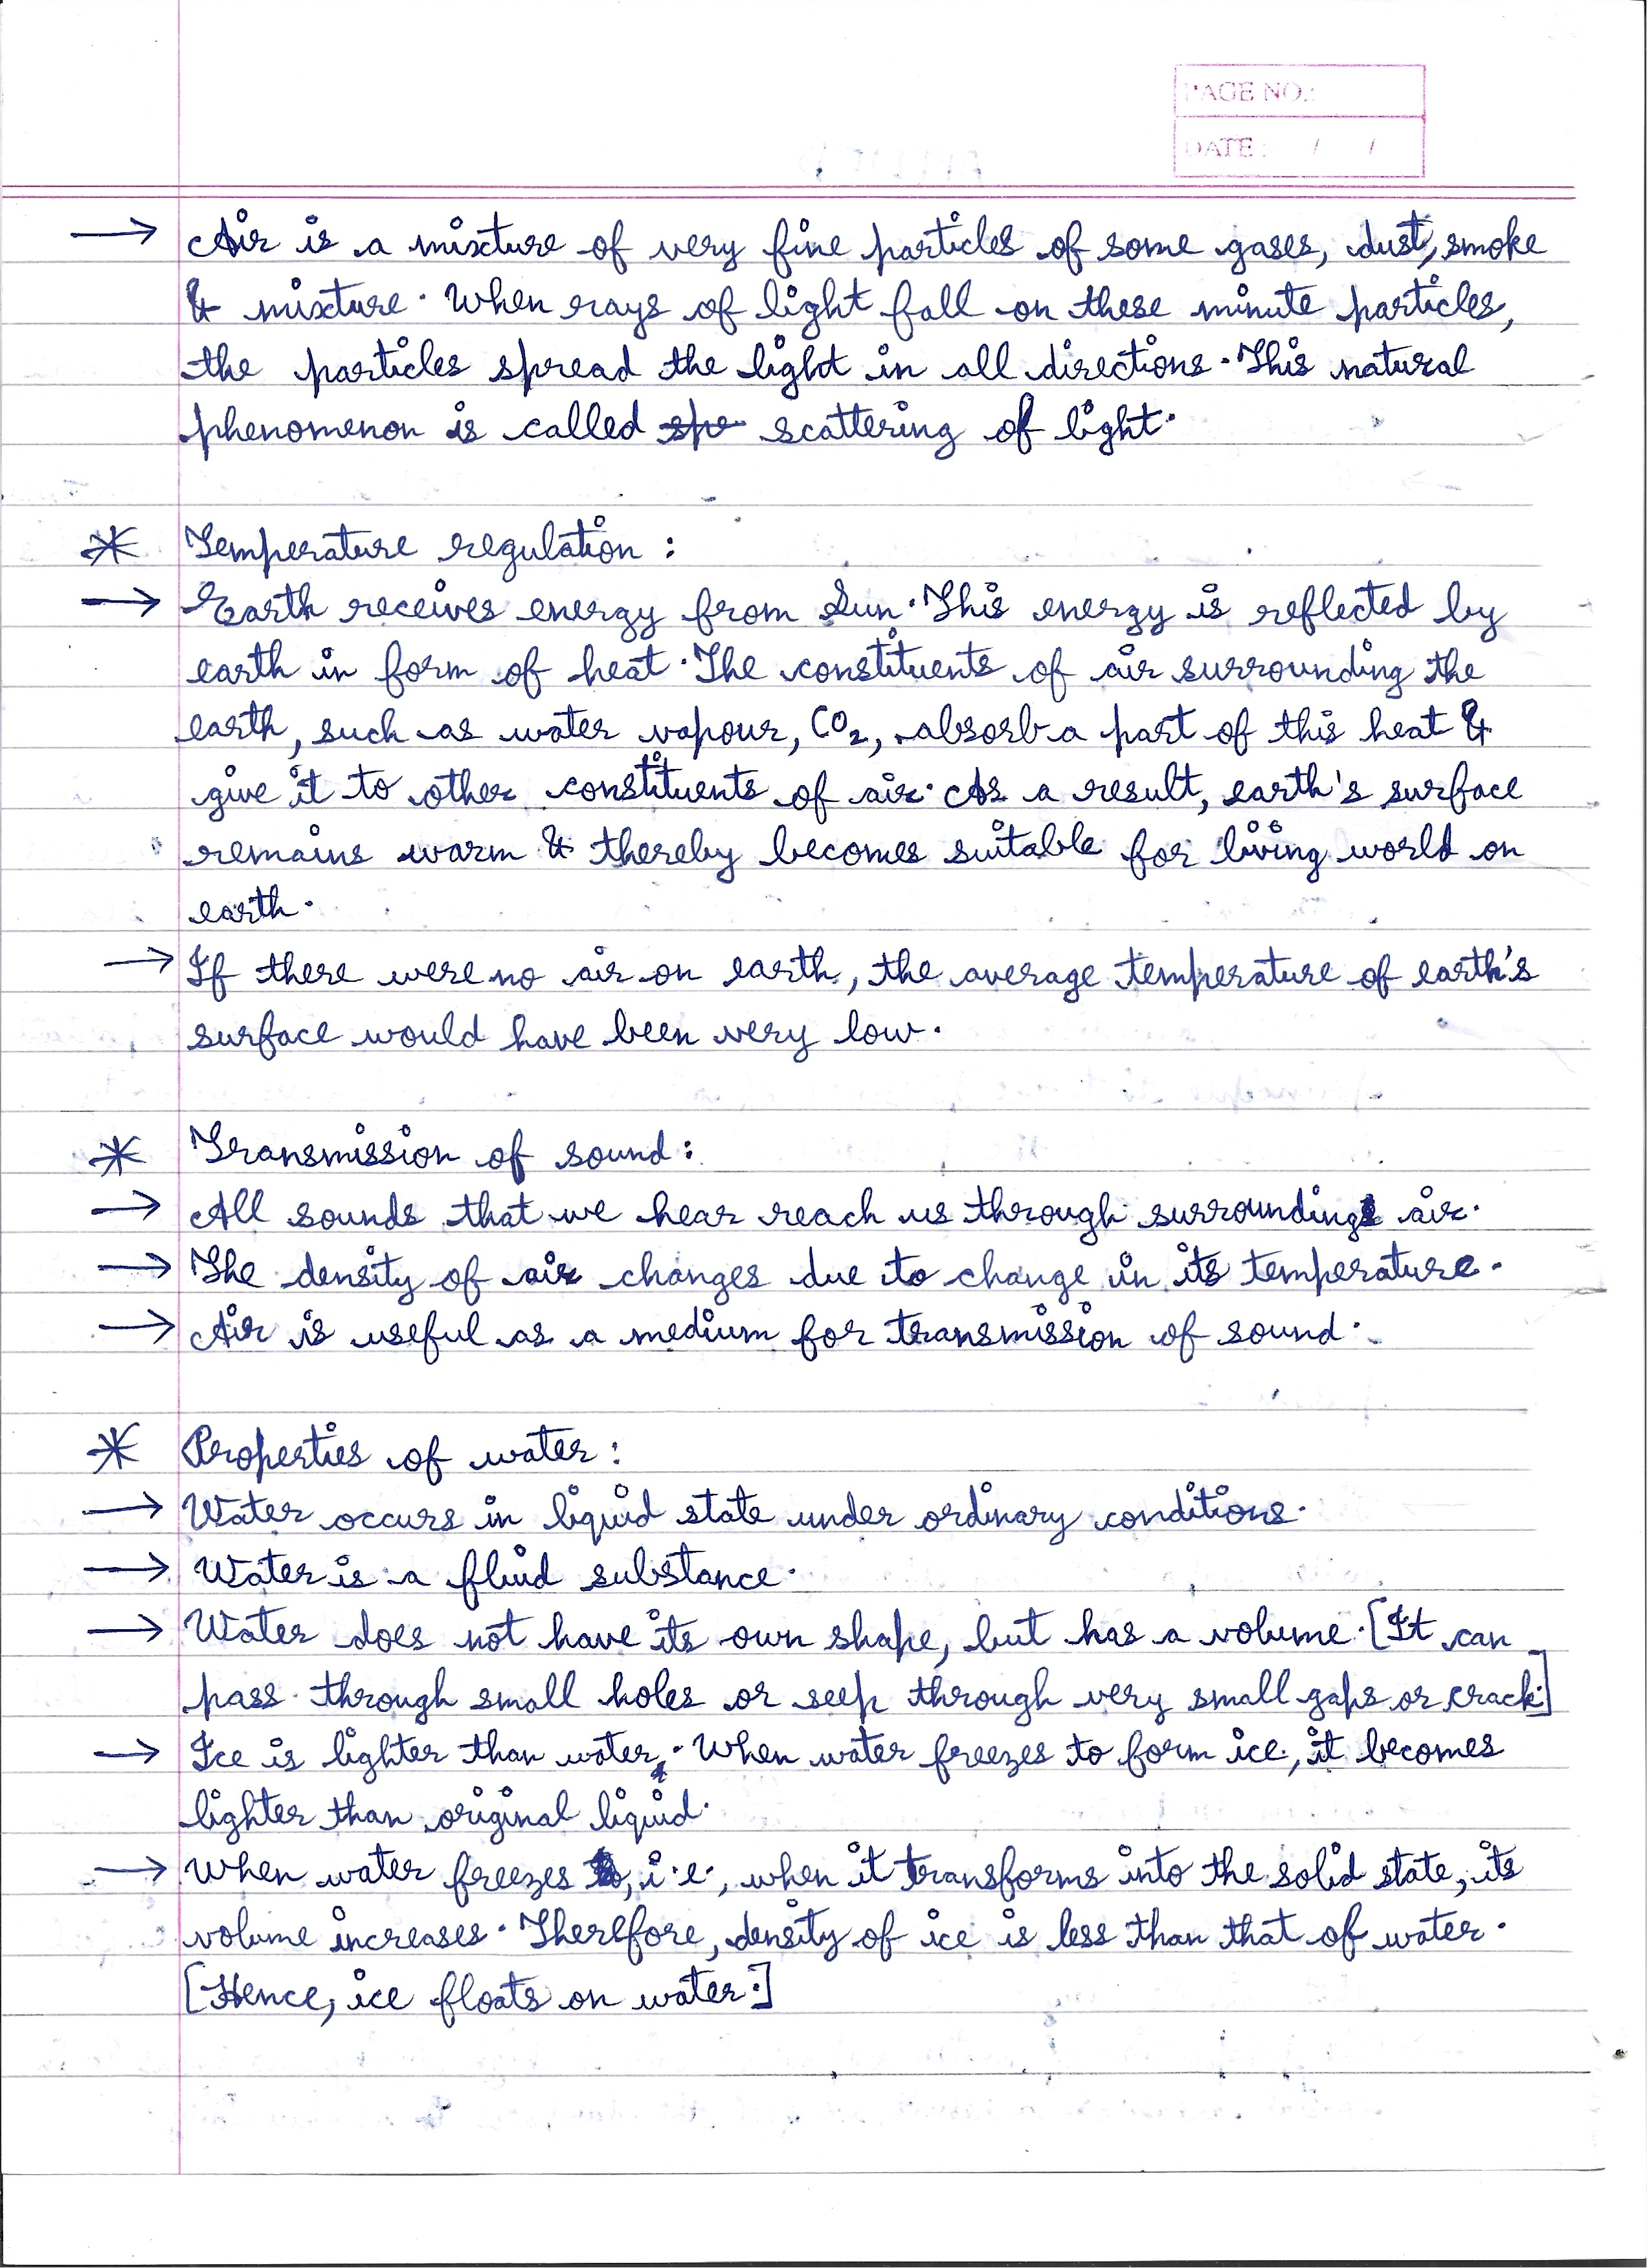 PAGE NO.:
DATE: / /
→ Air is a mixture of very fine particles of some gases, dust, smoke
& mixture. When rays of light fall on these minute particles,
the particles spread the light in all directions. This natural
phenomenon is called spe scattering of light.
* Temperature regulation :
→ Earth receives energy from Sun. This energy is reflected by
earth in form of heat. The constituents of air surrounding the
earth, such as water vapour, CO₂, absorb a part of this heat &
give it to other constituents of air. As a result, earth's surface
remains warm & thereby becomes suitable for living world on
earth.
→ If there were no air on earth, the average temperature of earth's
surface would have been very low.
* Transmission of sound :
→ All sounds that we hear reach us through surrounding air.
→ The density of air changes due to change in its temperature.
→ Air is useful as a medium for transmission of sound.
* Properties of water :
→ Water occurs in liquid state under ordinary conditions.
→ Water is a fluid substance.
→ Water does not have its own shape, but has a volume. [It can
pass through small holes or seep through very small gaps or crack.]
→ Ice is lighter than water. When water freezes to form ice, it becomes
lighter than original liquid.
→ When water freezes to, i.e., when it transforms into the solid state, its
volume increases. Therefore, density of ice is less than that of water.
[Hence, ice floats on water.]